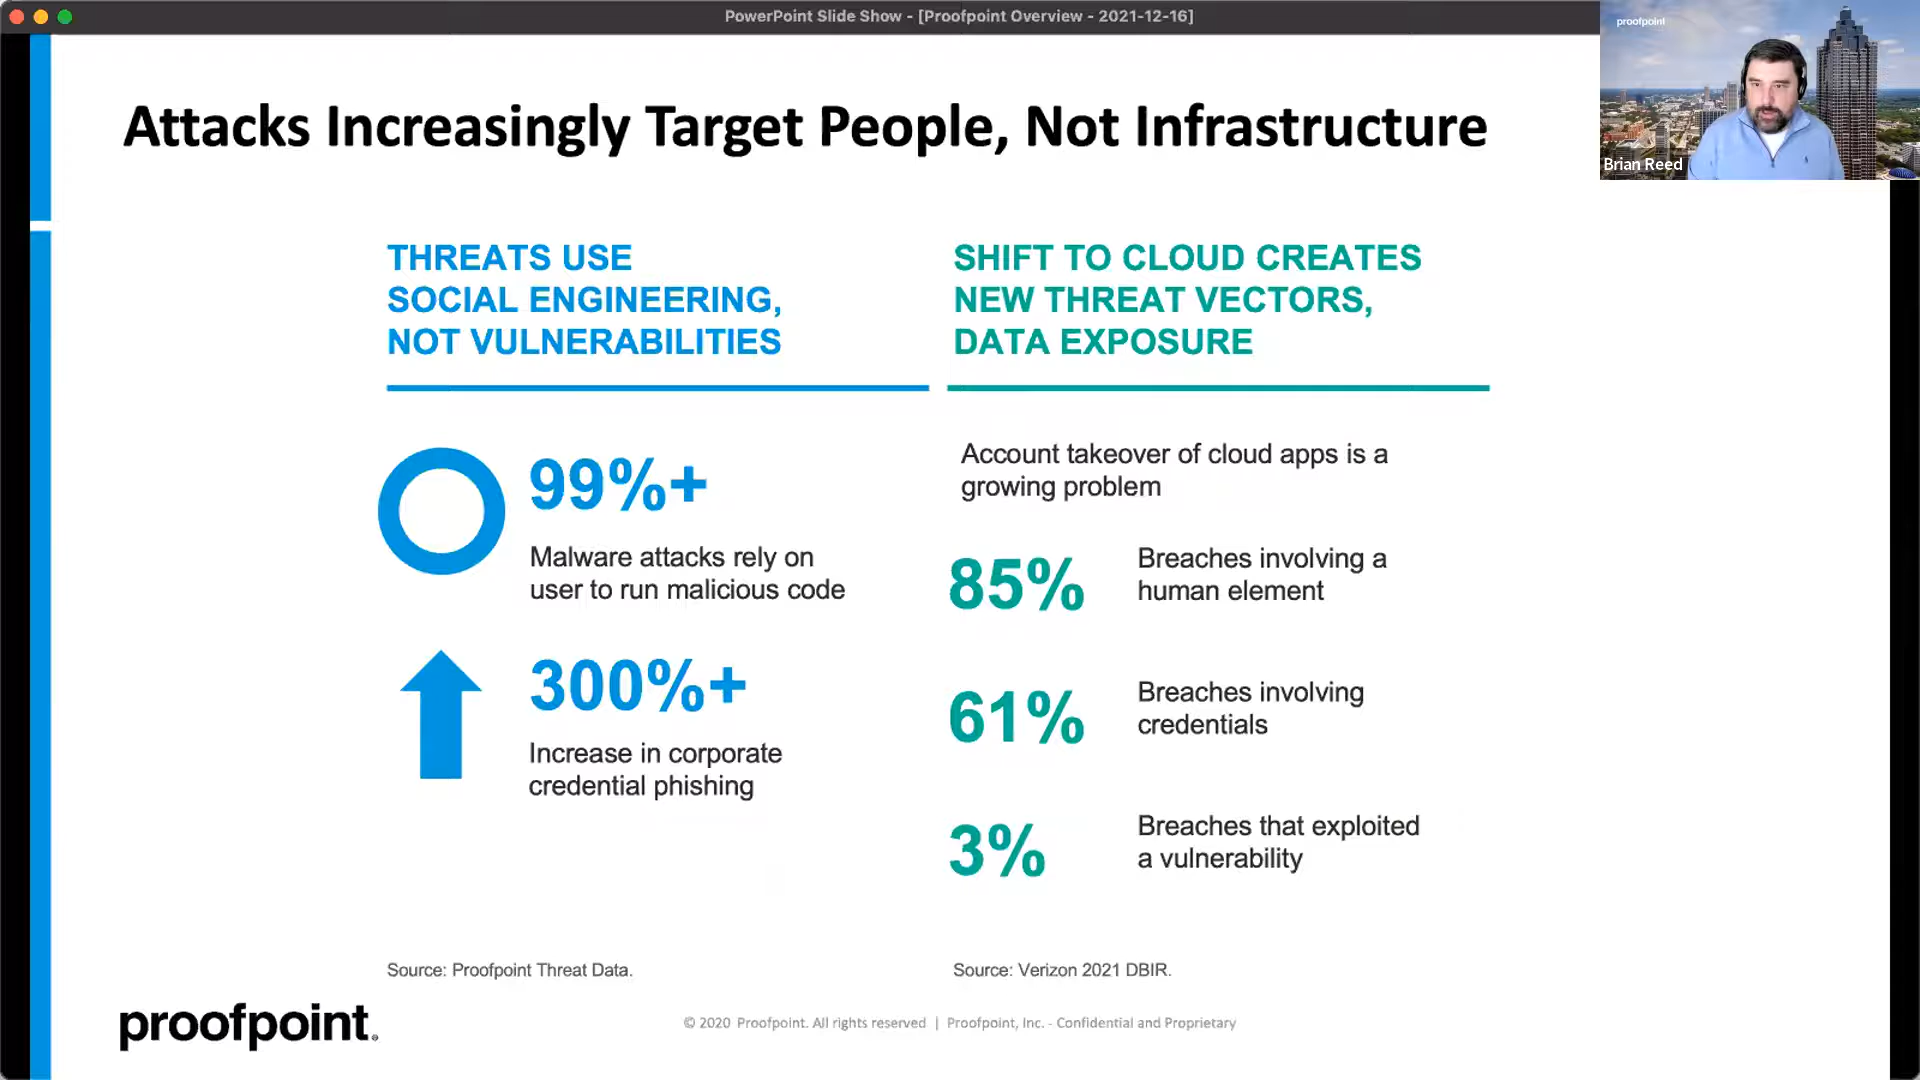 PowerPoint Slide Show - [Proofpoint Overview - 2021-12-16]
proofpoint
Brian Reed
Attacks Increasingly Target People, Not Infrastructure
THREATS USE
SOCIAL ENGINEERING,
NOT VULNERABILITIES
99%+
Malware attacks rely on
user to run malicious code
300%+
Increase in corporate
credential phishing
Source: Proofpoint Threat Data.
SHIFT TO CLOUD CREATES
NEW THREAT VECTORS,
DATA EXPOSURE
Account takeover of cloud apps is a
growing problem
85%
Breaches involving a
human element
61%
Breaches involving
credentials
3%
Breaches that exploited
a vulnerability
Source: Verizon 2021 DBIR.
proofpoint®
© 2020 Proofpoint. All rights reserved | Proofpoint, Inc. - Confidential and Proprietary